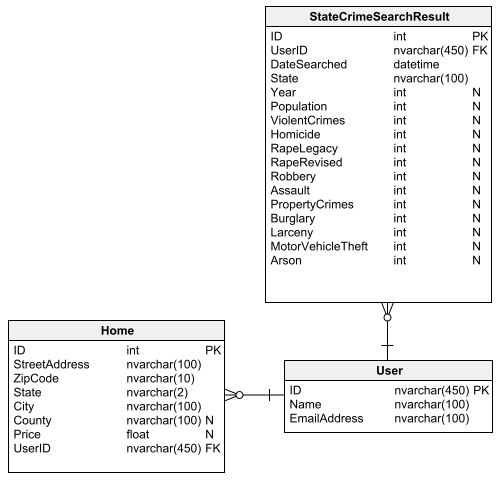 StateCrimeSearchResult
ID int PK
UserID nvarchar(450) FK
DateSearched datetime
State nvarchar(100)
Year int N
Population int N
ViolentCrimes int N
Homicide int N
RapeLegacy int N
RapeRevised int N
Robbery int N
Assault int N
PropertyCrimes int N
Burglary int N
Larceny int N
MotorVehicleTheft int N
Arson int N
Home
ID int PK
StreetAddress nvarchar(100)
ZipCode nvarchar(10)
State nvarchar(2)
City nvarchar(100)
County nvarchar(100) N
Price float N
UserID nvarchar(450) FK
User
ID nvarchar(450) PK
Name nvarchar(100)
EmailAddress nvarchar(100)